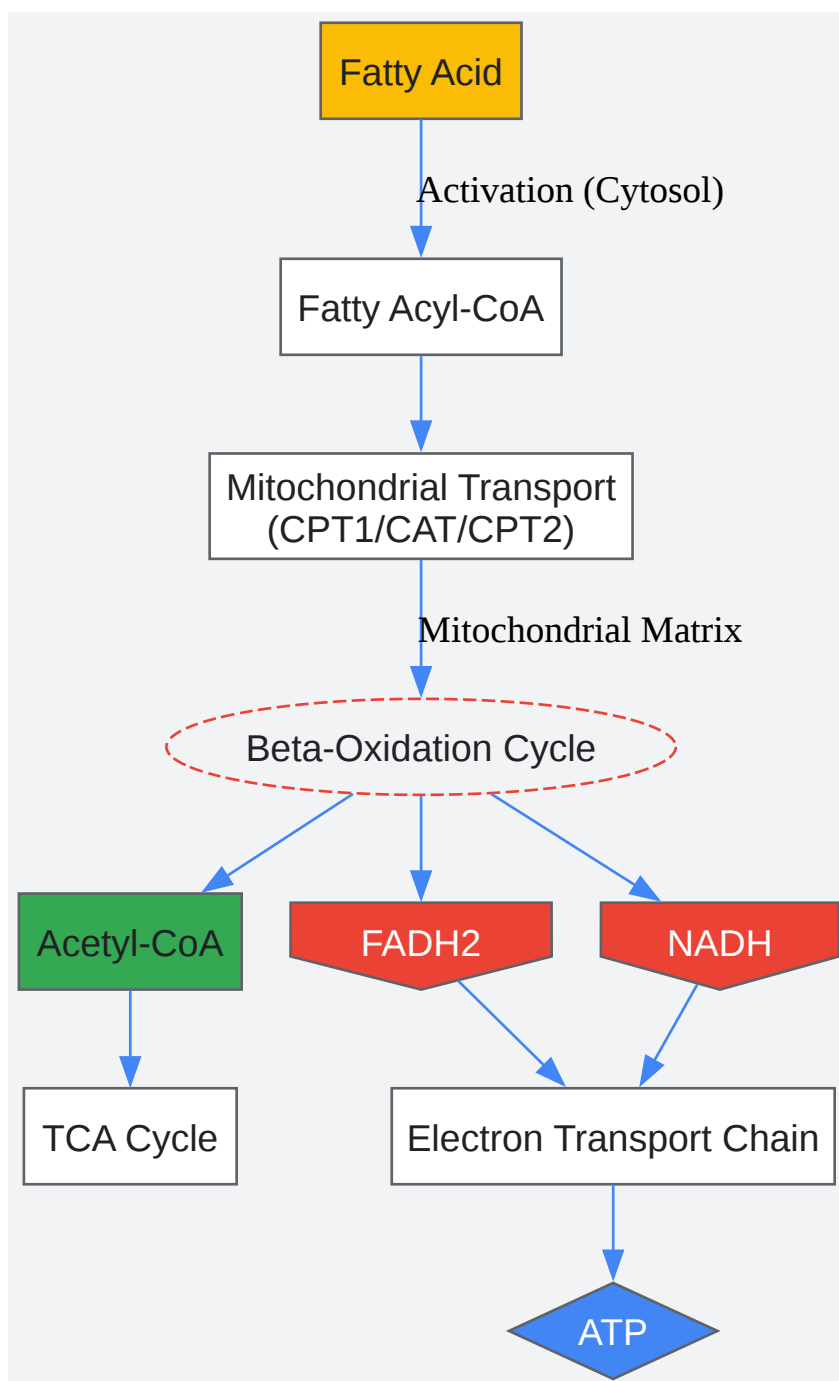 Fatty Acid
Activation (Cytosol)
Fatty Acyl-CoA
Mitochondrial Transport
(CPT1/CAT/CPT2)
Mitochondrial Matrix
Beta-Oxidation Cycle
Acetyl-CoA
FADH2
NADH
TCA Cycle
Electron Transport Chain
ATP